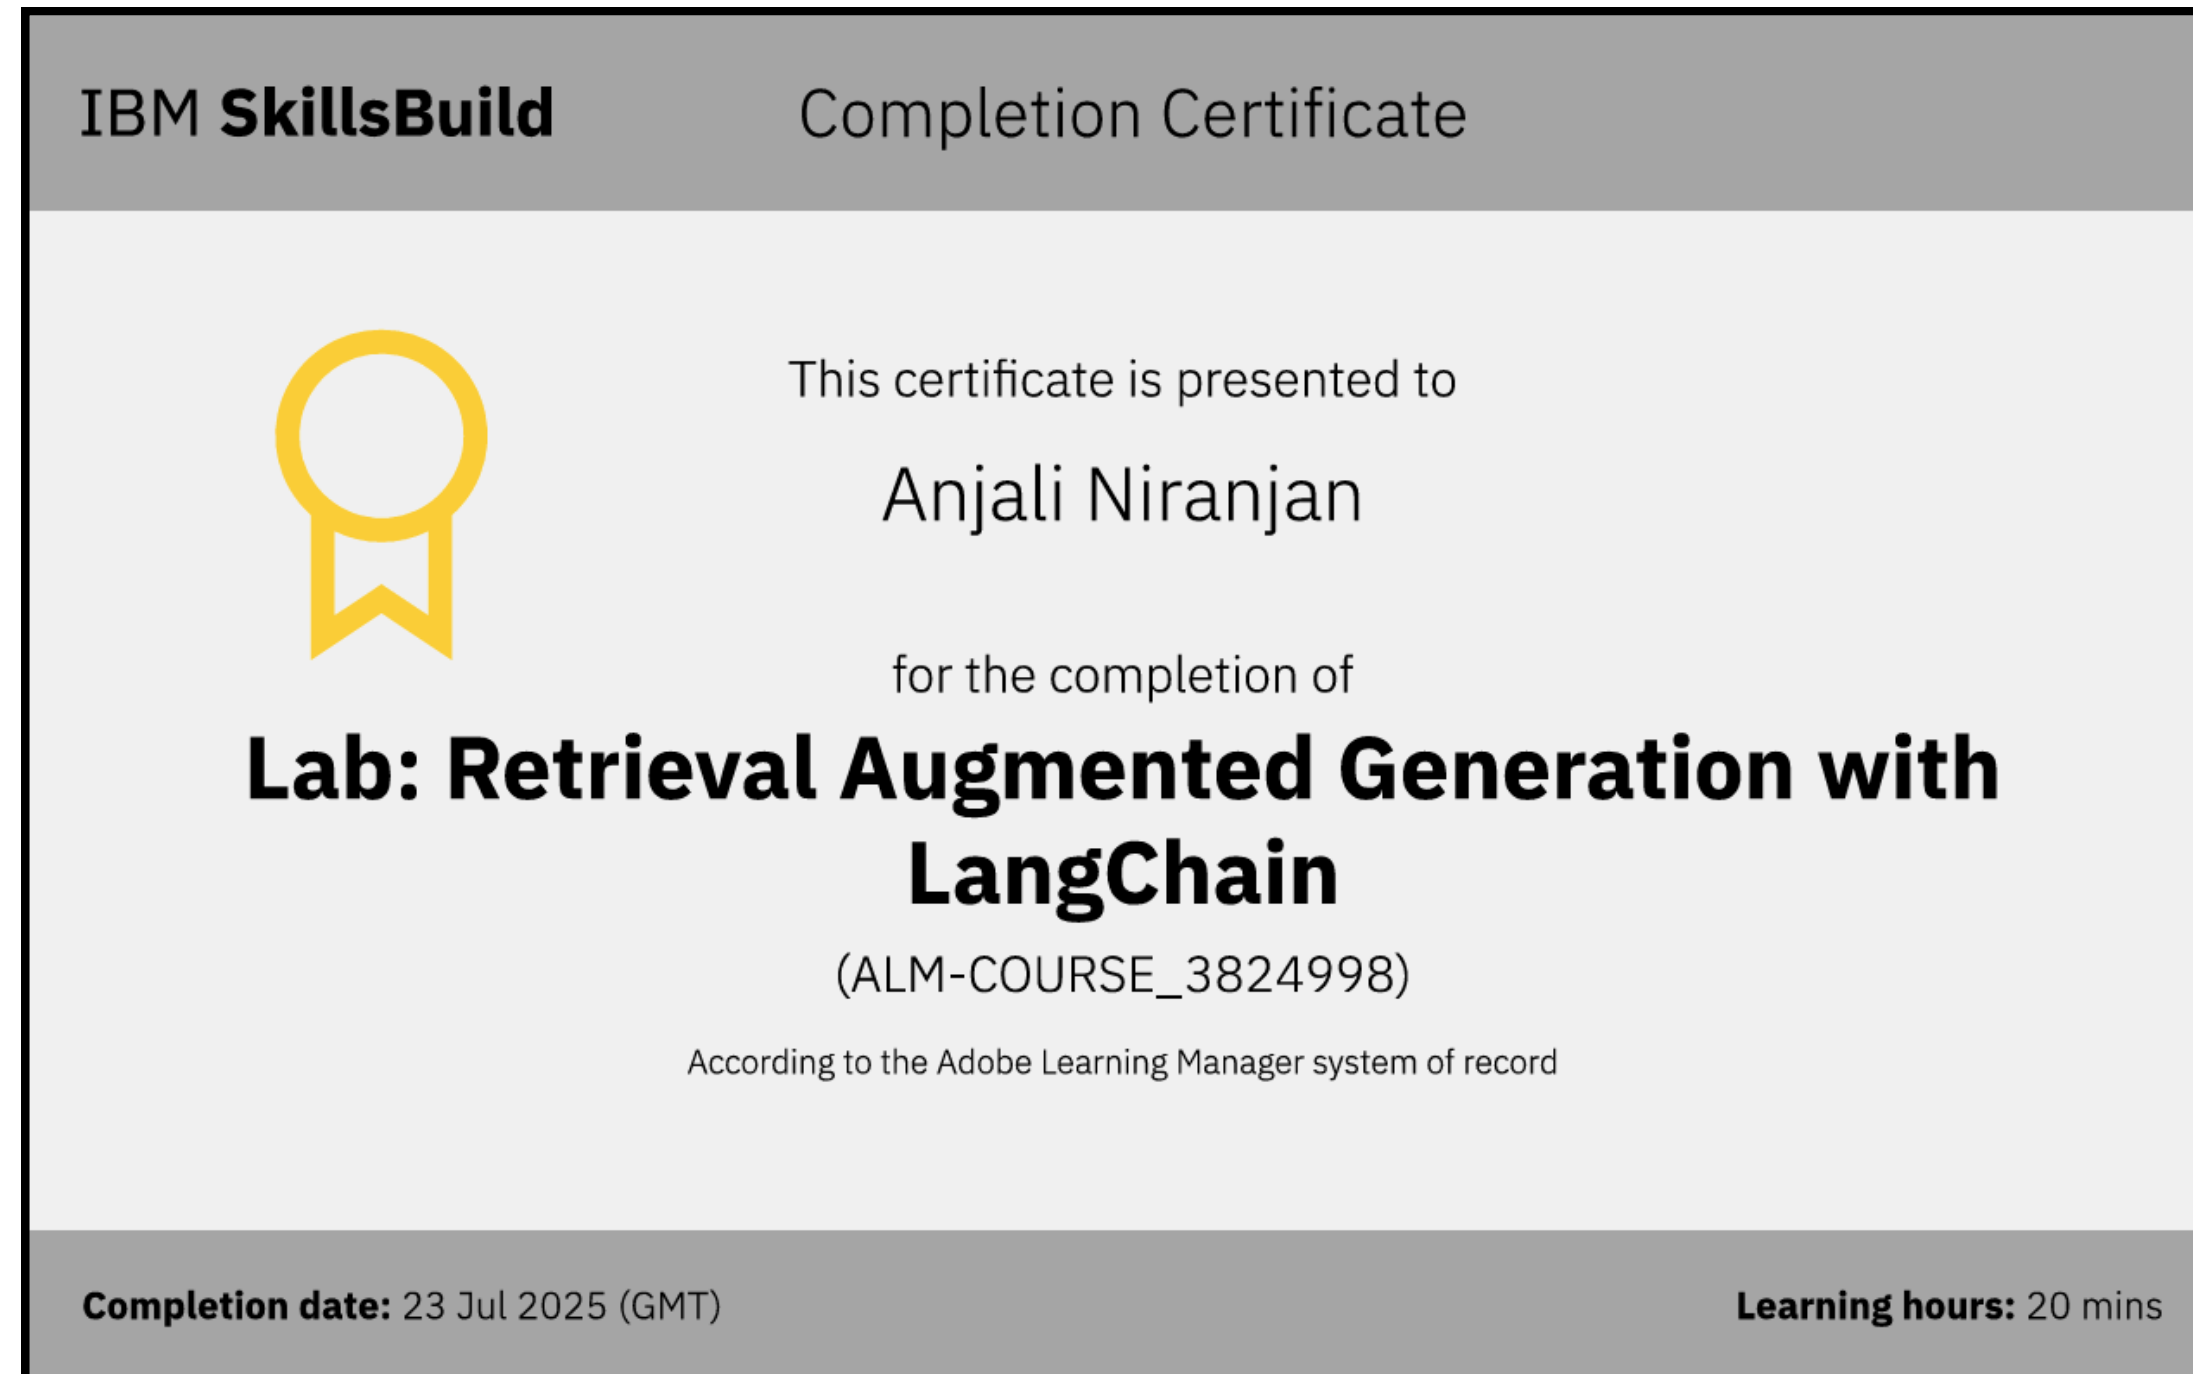 IBM SkillsBuild
Completion Certificate
This certificate is presented to
Anjali Niranjan
for the completion of
Lab: Retrieval Augmented Generation with
LangChain
(ALM-COURSE_3824998)
According to the Adobe Learning Manager system of record
Completion date: 23 Jul 2025 (GMT)
Learning hours: 20 mins